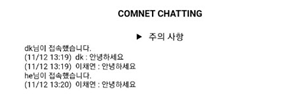 COMNET CHATTING
▶ 주의 사항
dk님이 접속했습니다.
(11/12 13:19) dk : 안녕하세요
(11/12 13:19) 이채연 : 안녕하세요
he님이 접속했습니다.
(11/12 13:20) 이채연 : 안녕하세요